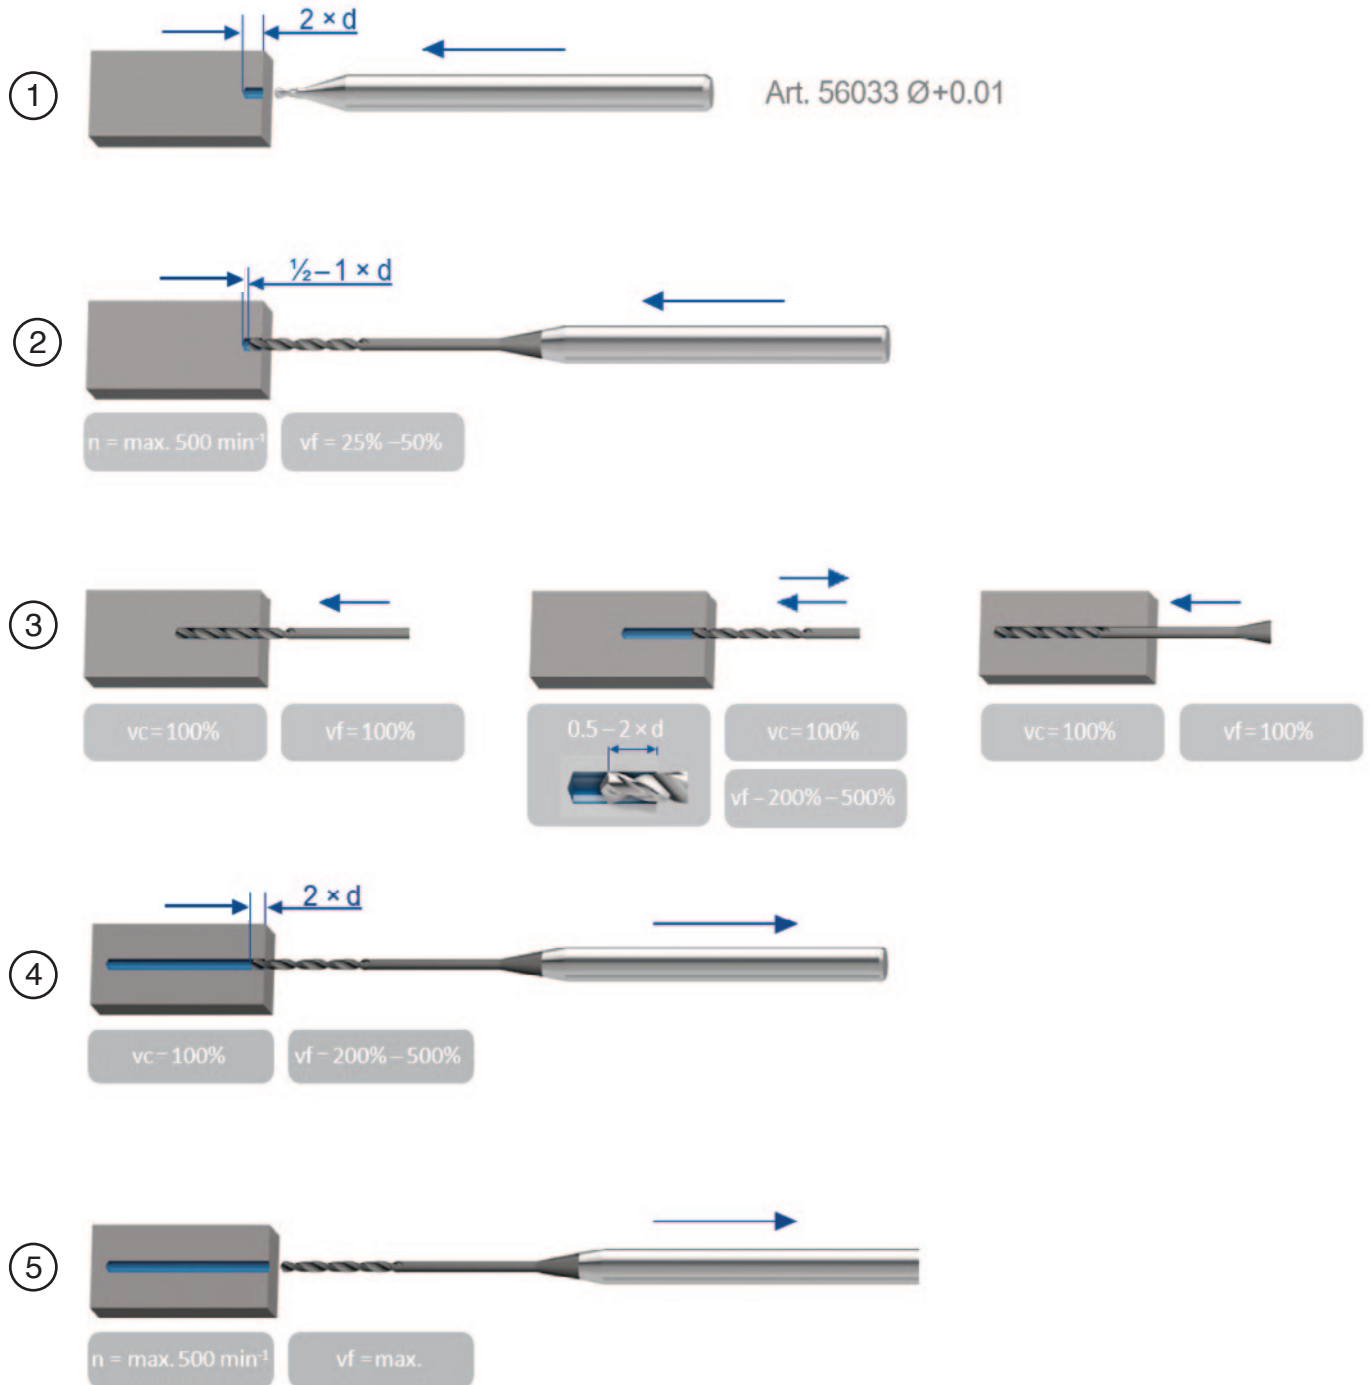 2 × d
1
Art. 56033 Ø+0.01
½–1 × d
2
n = max. 500 min⁻¹
vf = 25% –50%
3
vc=100%
vf=100%
0.5–2 × d
vc=100%
vf–200%–500%
vc=100%
vf=100%
2 × d
4
vc–100%
vf–200%–500%
5
n = max. 500 min⁻¹
vf=max.